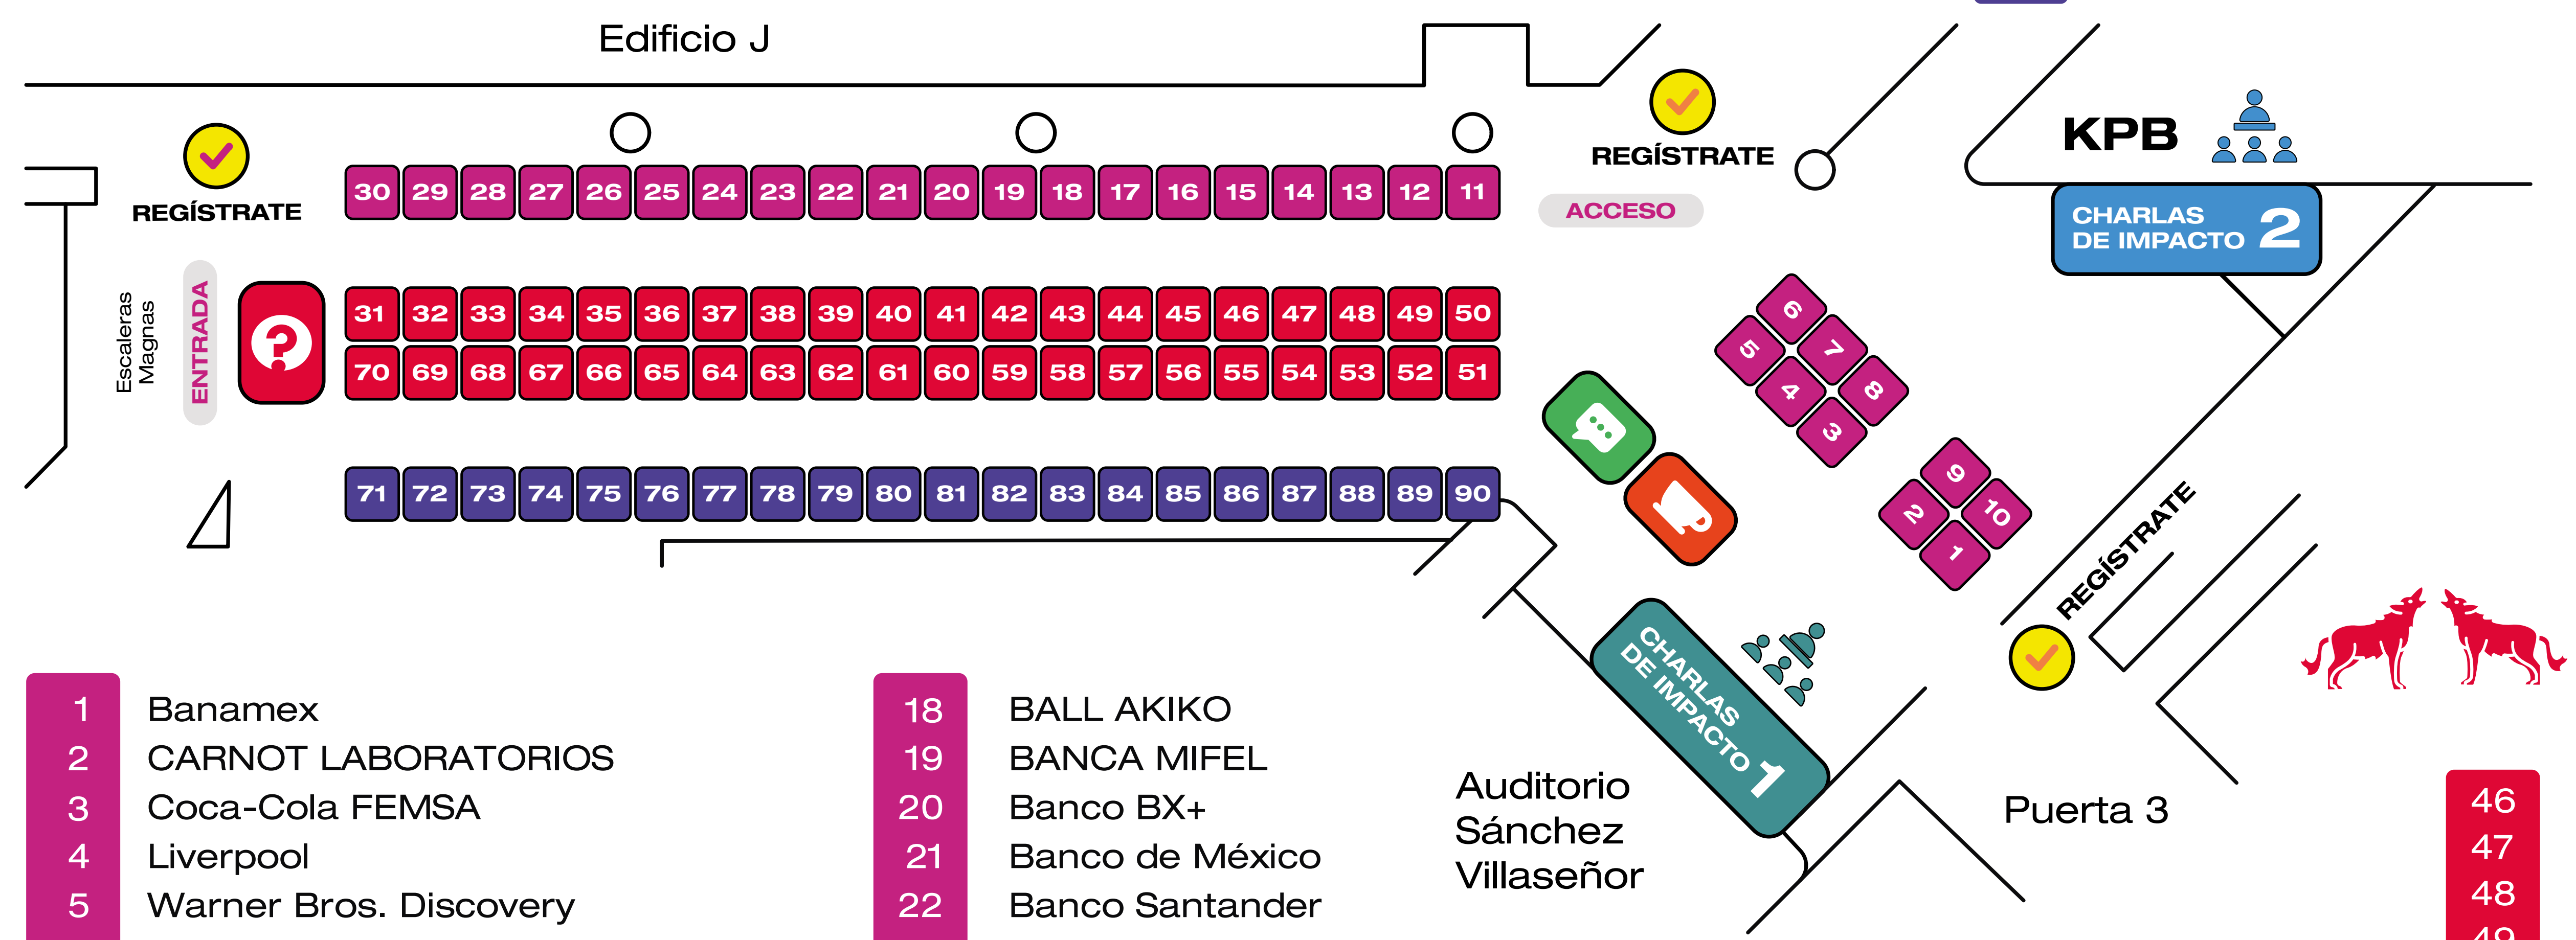 Edificio J
REGÍSTRATE
REGÍSTRATE
KPB
30 29 28 27 26 25 24 23 22 21 20 19 18 17 16 15 14 13 12 11
ACCESO
CHARLAS
DE IMPACTO 2
Escaleras
Magnas
ENTRADA
?
31 32 33 34 35 36 37 38 39 40 41 42 43 44 45 46 47 48 49 50
70 69 68 67 66 65 64 63 62 61 60 59 58 57 56 55 54 53 52 51
71 72 73 74 75 76 77 78 79 80 81 82 83 84 85 86 87 88 89 90
6
5 7
4 8
3
9
2 10
1
REGÍSTRATE
CHARLAS
DE IMPACTO 1
Auditorio
Sánchez
Villaseñor
Puerta 3
1 Banamex
2 CARNOT LABORATORIOS
3 Coca-Cola FEMSA
4 Liverpool
5 Warner Bros. Discovery
18 BALL AKIKO
19 BANCA MIFEL
20 Banco BX+
21 Banco de México
22 Banco Santander
46
47
48
49